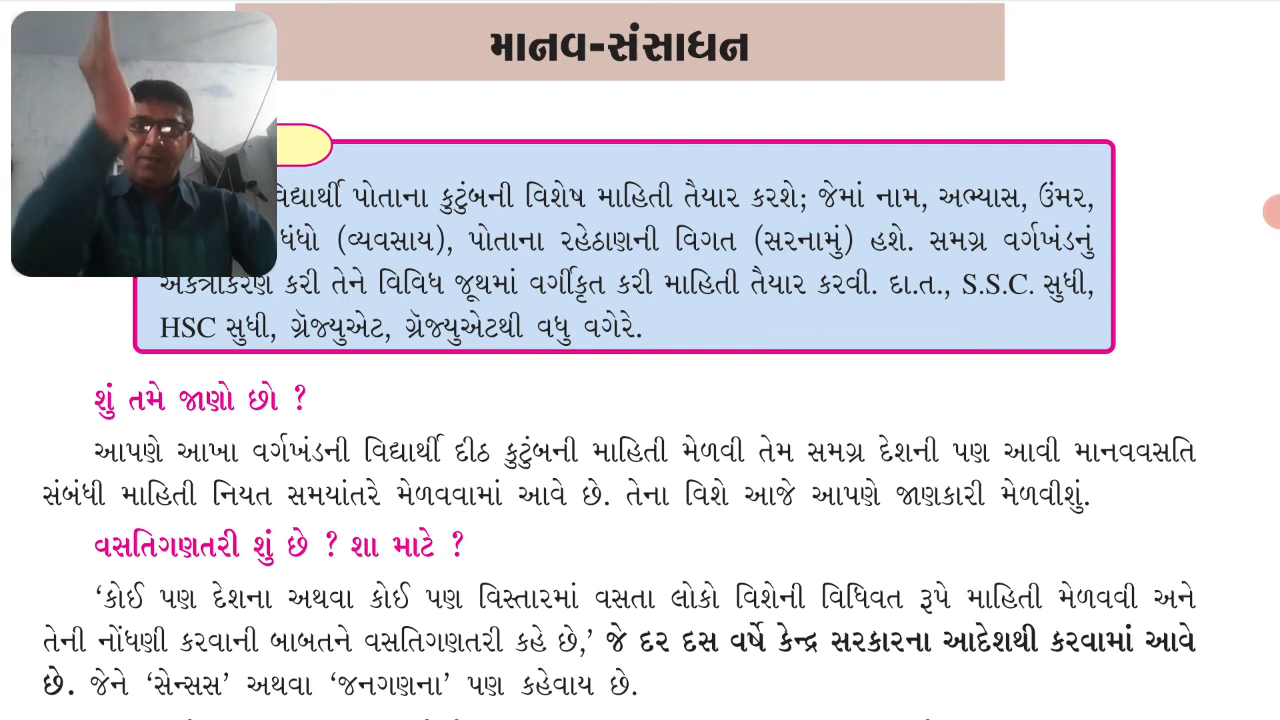 માનવ-સંસાધન
વિદ્યાર્થી પોતાના કુટુંબની વિશેષ માહિતી તૈયાર કરશે; જેમાં નામ, અભ્યાસ, ઉંમર,
ધંધો (વ્યવસાય), પોતાના રહેઠાણની વિગત (સરનામું) હશે. સમગ્ર વર્ગખંડનું
એકત્રીકરણ કરી તેને વિવિધ જૂથમાં વર્ગીકૃત કરી માહિતી તૈયાર કરવી. દા.ત., S.S.C. સુધી,
HSC સુધી, ગ્રૅજ્યુએટ, ગ્રૅજ્યુએટથી વધુ વગેરે.
શું તમે જાણો છો ?
આપણે આખા વર્ગખંડની વિદ્યાર્થી દીઠ કુટુંબની માહિતી મેળવી તેમ સમગ્ર દેશની પણ આવી માનવવસતિ
સંબંધી માહિતી નિયત સમયાંતરે મેળવવામાં આવે છે. તેના વિશે આજે આપણે જાણકારી મેળવીશું.
વસતિગણતરી શું છે ? શા માટે ?
‘કોઈ પણ દેશના અથવા કોઈ પણ વિસ્તારમાં વસતા લોકો વિશેની વિધિવત રૂપે માહિતી મેળવવી અને
તેની નોંધણી કરવાની બાબતને વસતિગણતરી કહે છે,’ જે દર દસ વર્ષે કેન્દ્ર સરકારના આદેશથી કરવામાં આવે
છે. જેને ‘સેન્સસ’ અથવા ‘જનગણના’ પણ કહેવાય છે.